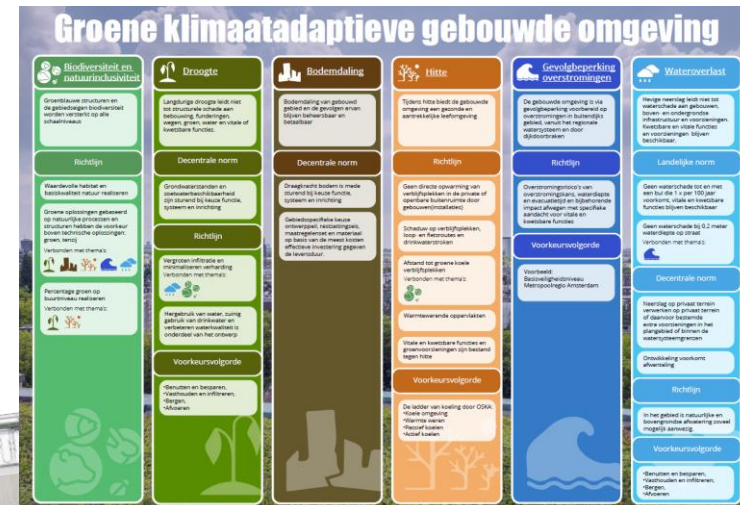 Groene klimaatadaptieve gebouwde omgeving
Biodiversiteit en
natuurinclusiviteit
Groenblauwe structuren en
de gebiedseigen biodiversiteit
worden versterkt op alle
schaalniveaus
Richtlijn
Waardevolle habitat en
basiskwaliteit natuur realiseren
Groene oplossingen gebaseerd
op natuurlijke processen en
structuren hebben de voorkeur
boven technische oplossingen:
groen, tenzij
Verbonden met thema's:
Percentage groen op
buurtniveau realiseren
Verbonden met thema's:
Droogte
Langdurige droogte leidt niet
tot structurele schade aan
bebouwing, funderingen,
wegen, groen, water en vitale of
kwetsbare functies.
Decentrale norm
Grondwaterstanden en
zoetwaterbeschikbaarheid
zijn sturend bij keuze functie,
systeem en inrichting
Richtlijn
Vergroten infiltratie en
minimaliseren verharding
Verbonden met thema's:
Hergebruik van water, zuinig
gebruik van drinkwater en
verbeteren waterkwaliteit is
onderdeel van het ontwerp
Voorkeursvolgorde
•Benutten en besparen,
•Vasthouden en infiltreren,
•Bergen,
•Afvoeren
Bodemdaling
Bodemdaling van gebouwd
gebied en de gevolgen ervan
blijven beheersbaar en
betaalbaar
Decentrale norm
Draagkracht bodem is mede
sturend bij keuze functie,
systeem en inrichting
Gebiedspecifieke keuze
ontwerppeil, restzettingseis,
maatregelenset en materiaal
op basis van de meest kosten
effectieve investering gegeven
de levensduur.
Hitte
Tijdens hitte biedt de gebouwde
omgeving een gezonde en
aantrekkelijke leefomgeving
Richtlijn
Geen directe opwarming van
verblijfsplekken in de private of
openbare buitenruimte door
gebouwen(installaties)
Schaduw op verblijfsplekken,
loop- en fietsroutes en
drinkwaterstroken
Afstand tot groene koele
verblijfsplekken
Verbonden met thema's:
Warmtewerende oppervlakten
Vitale en kwetsbare functies en
groenvoorzieningen zijn bestand
tegen hitte
Voorkeursvolgorde
De ladder van koeling door OSKA:
•Koele omgeving
•Warmte weren
•Passief koelen
•Actief koelen
Gevolgbeperking
overstromingen
De gebouwde omgeving is via
gevolgbeperking voorbereid op
overstromingen in buitendijks
gebied, vanuit het regionale
watersysteem en door
dijkdoorbraken
Richtlijn
Overstromingsrisico's van
overstromingskans, waterdiepte
en evacuatietijd en bijbehorende
impact afwegen met specifieke
aandacht voor vitale en
kwetsbare functies
Voorkeursvolgorde
Voorbeeld:
Basisveiligheidsniveau
Metropoolregio Amsterdam
Wateroverlast
Hevige neerslag leidt niet tot
waterschade aan gebouwen,
boven- en ondergrondse
infrastructuur en voorzieningen.
Kwetsbare en vitale functies
en voorzieningen blijven
beschikbaar.
Landelijke norm
Geen waterschade tot en met
een bui die 1 x per 100 jaar
voorkomt, vitale en kwetsbare
functies blijven beschikbaar
Geen waterschade bij 0,2 meter
waterdiepte op straat
Verbonden met thema's:
Decentrale norm
Neerslag op privaat terrein
verwerken op privaat terrein
of daarvoor bestemde
extra voorzieningen in het
plangebied of binnen de
watersysteemgrenzen
Ontwikkeling voorkomt
afwenteling
Richtlijn
In het gebied is natuurlijke en
bovengrondse afwatering zoveel
mogelijk aanwezig.
Voorkeursvolgorde
•Benutten en besparen,
•Vasthouden en infiltreren,
•Bergen,
•Afvoeren